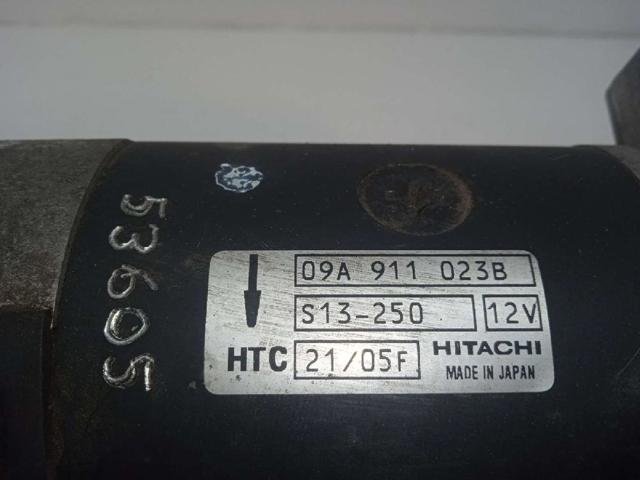 53605
09A 911 023B
S13-250 12V
HTC 21/05F HITACHI
MADE IN JAPAN